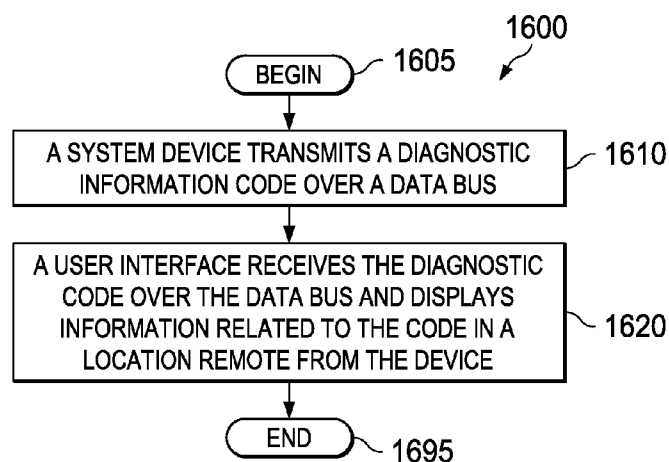 1600
BEGIN
1605
A SYSTEM DEVICE TRANSMITS A DIAGNOSTIC
INFORMATION CODE OVER A DATA BUS
1610
A USER INTERFACE RECEIVES THE DIAGNOSTIC
CODE OVER THE DATA BUS AND DISPLAYS
INFORMATION RELATED TO THE CODE IN A
LOCATION REMOTE FROM THE DEVICE
1620
END
1695